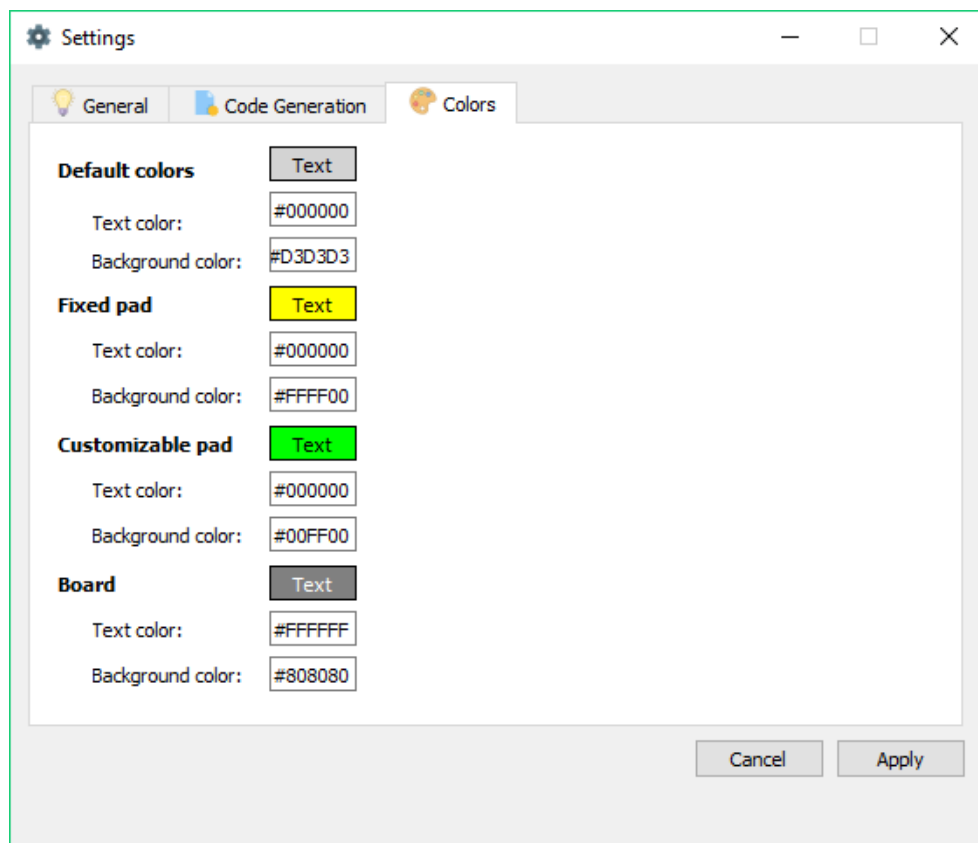 Settings
General Code Generation Colors
Default colors Text
Text color: #000000
Background color: #D3D3D3
Fixed pad Text
Text color: #000000
Background color: #FFFF00
Customizable pad Text
Text color: #000000
Background color: #00FF00
Board Text
Text color: #FFFFFF
Background color: #808080
Cancel Apply